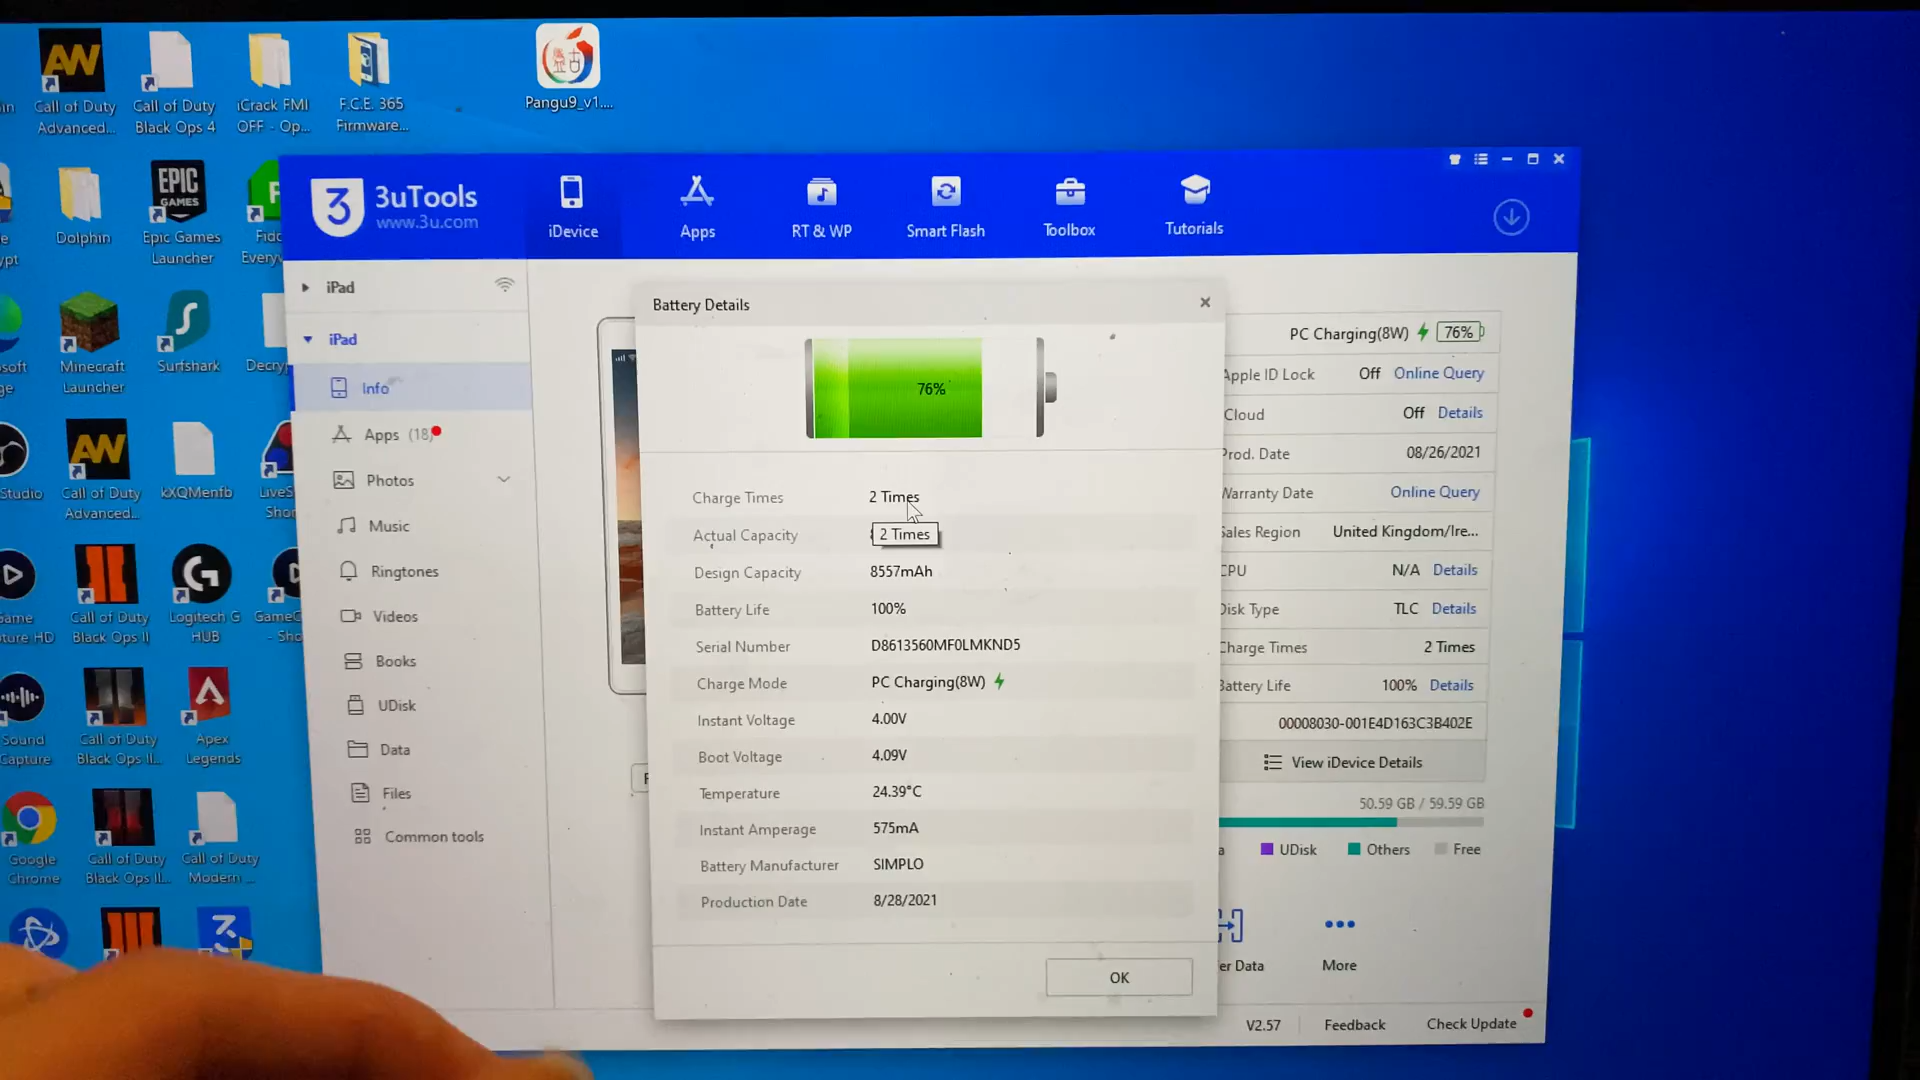 Call of Duty
Advanced...
Call of Duty
Black Ops 4
iCrack FMI
OFF - Op...
F.C.E. 365
Firmware...
Pangu9_v1....
Dolphin
EPIC
GAMES
Epic Games
Launcher
Minecraft
Launcher
Surfshark
Call of Duty
Advanced...
kXQMenfb
Call of Duty
Black Ops II
Logitech G
HUB
Sound
Capture
Call of Duty
Black Ops II...
Apex
Legends
Google
Chrome
Call of Duty
Black Ops II...
Call of Duty
Modern ...
3uTools
www.3u.com
iDevice
Apps
RT & WP
Smart Flash
Toolbox
Tutorials
iPad
iPad
Info
Apps (18)
Photos
Music
Ringtones
Videos
Books
UDisk
Data
Files
Common tools
Battery Details
76%
Charge Times 2 Times
2 Times
Actual Capacity
Design Capacity 8557mAh
Battery Life 100%
Serial Number D8613560MF0LMKND5
Charge Mode PC Charging(8W)
Instant Voltage 4.00V
Boot Voltage 4.09V
Temperature 24.39°C
Instant Amperage 575mA
Battery Manufacturer SIMPLO
Production Date 8/28/2021
OK
PC Charging(8W) 76%
Apple ID Lock Off Online Query
Cloud Off Details
Prod. Date 08/26/2021
Warranty Date Online Query
Sales Region United Kingdom/Ire...
CPU N/A Details
Disk Type TLC Details
Charge Times 2 Times
Battery Life 100% Details
00008030-001E4D163C3B402E
View iDevice Details
50.59 GB / 59.59 GB
UDisk Others Free
er Data
More
V2.57 Feedback Check Update